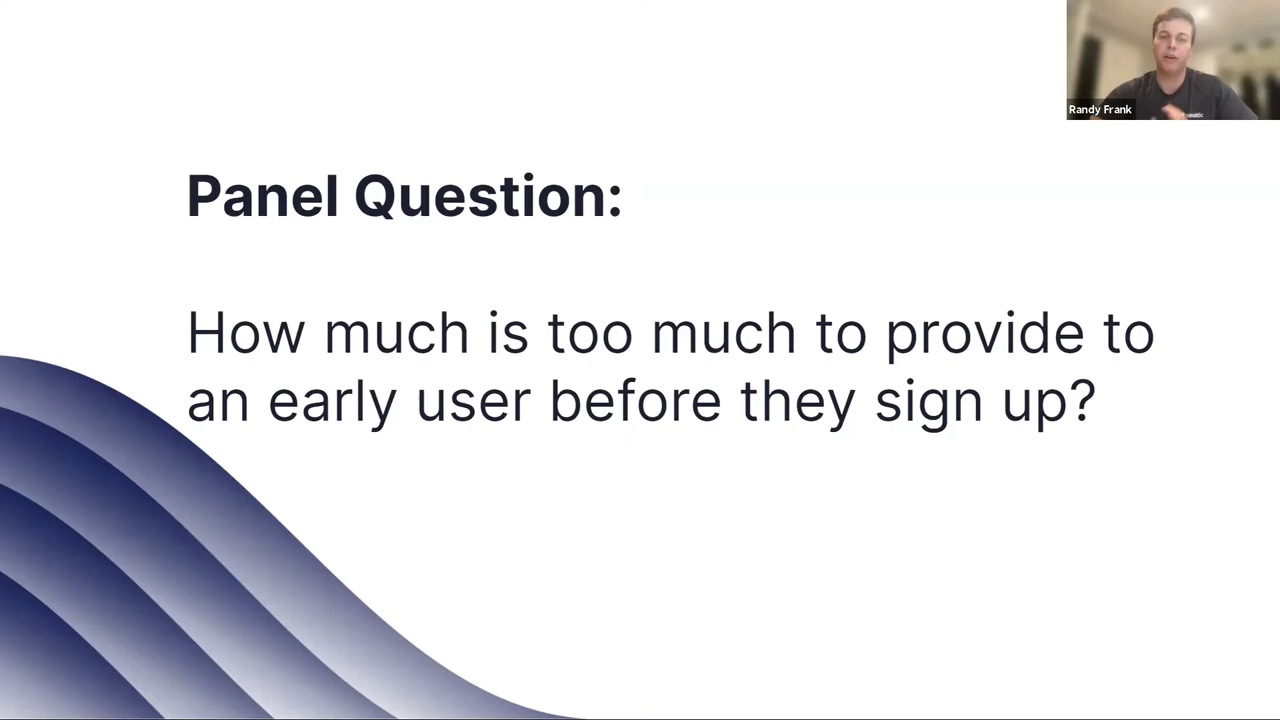 Randy Frank
Panel Question:
How much is too much to provide to
an early user before they sign up?